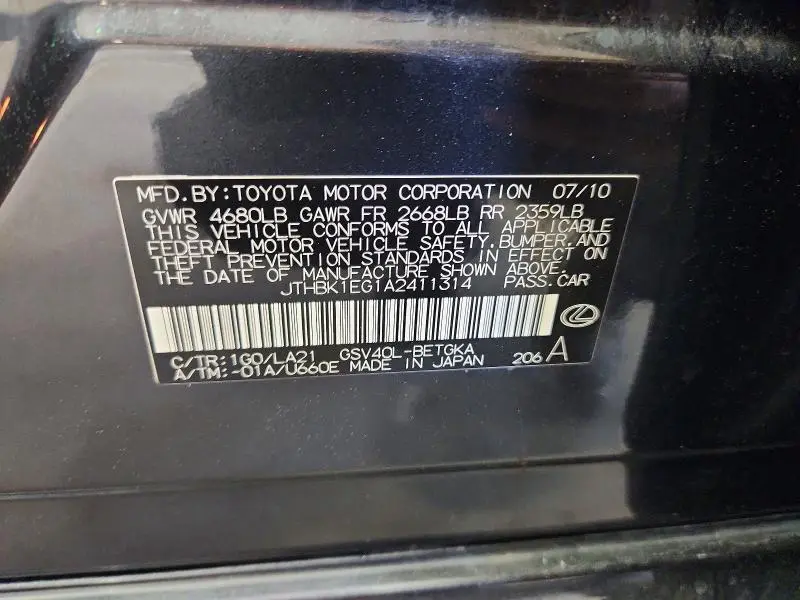 MFD.BY:TOYOTA MOTOR CORPORATION 07/10
GVWR 4680LB GAWR FR 2668LB RR 2359LB
THIS VEHICLE CONFORMS TO ALL APPLICABLE
FEDERAL MOTOR VEHICLE SAFETY,BUMPER,AND
THEFT PREVENTION STANDARDS IN EFFECT ON
THE DATE OF MANUFACTURE SHOWN ABOVE.
JTHBK1EG1A2411314 PASS.CAR
C/TR:1G0/LA21 GSV40L-BETGKA
A/TM:-01A/U660E MADE IN JAPAN 206 A